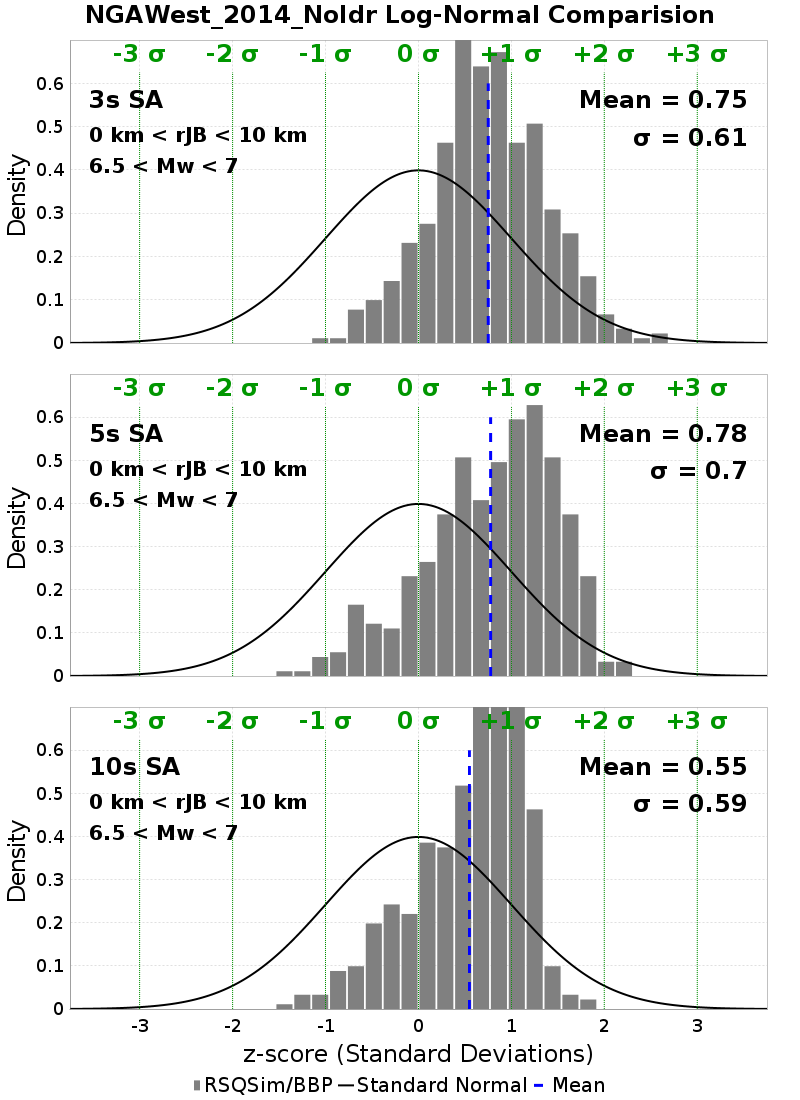 NGAWest_2014_NoIdr Log-Normal Comparision
-3 σ -2 σ -1 σ 0 σ +1 σ +2 σ +3 σ
3s SA
0 km < rJB < 10 km
6.5 < Mw < 7
Mean = 0.75
σ = 0.61
Density
0.6
0.5
0.4
0.3
0.2
0.1
0
-3 σ -2 σ -1 σ 0 σ +1 σ +2 σ +3 σ
5s SA
0 km < rJB < 10 km
6.5 < Mw < 7
Mean = 0.78
σ = 0.7
Density
0.6
0.5
0.4
0.3
0.2
0.1
0
-3 σ -2 σ -1 σ 0 σ +1 σ +2 σ +3 σ
10s SA
0 km < rJB < 10 km
6.5 < Mw < 7
Mean = 0.55
σ = 0.59
Density
0.6
0.5
0.4
0.3
0.2
0.1
0
-3 -2 -1 0 1 2 3
z-score (Standard Deviations)
RSQSim/BBP Standard Normal Mean